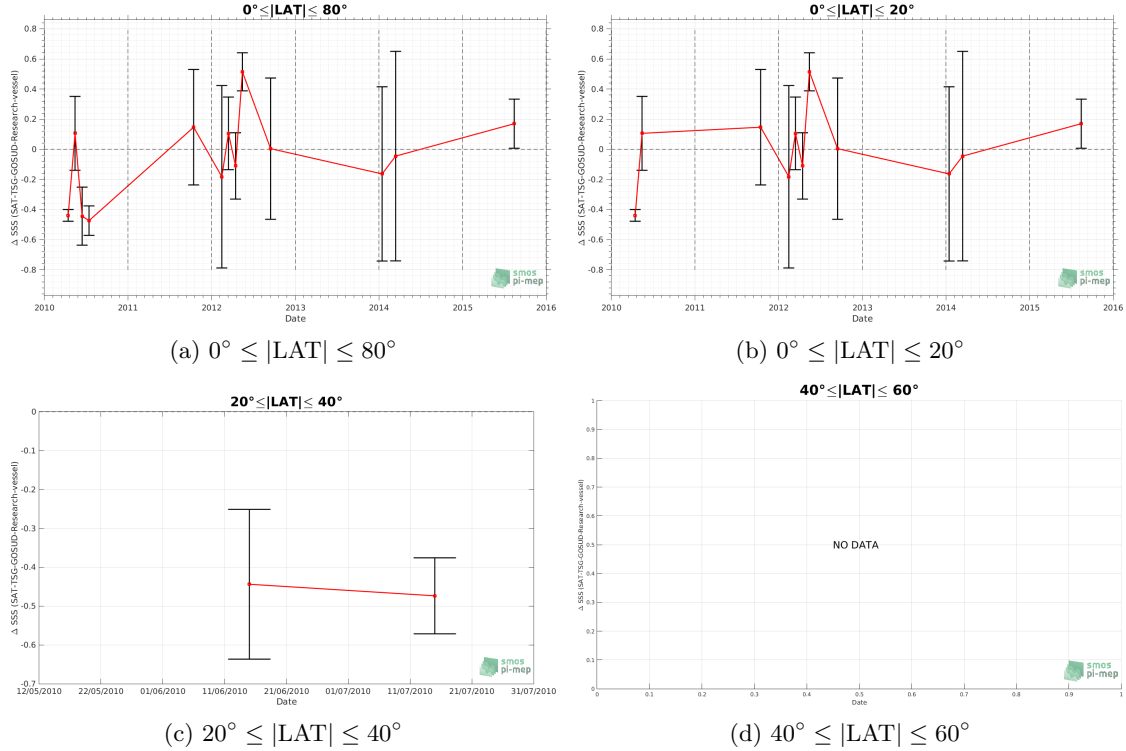 0°≤|LAT|≤ 80°
0.8
0.6
0.4
0.2
0
-0.2
-0.4
-0.6
-0.8
Δ SSS (SAT-TSG-GOSUD-Research-vessel)
2010 2011 2012 2013 2014 2015 2016
Date
smos
pi-mep
(a) 0° ≤ |LAT| ≤ 80°
0°≤|LAT|≤ 20°
0.8
0.6
0.4
0.2
0
-0.2
-0.4
-0.6
-0.8
Δ SSS (SAT-TSG-GOSUD-Research-vessel)
2010 2011 2012 2013 2014 2015 2016
Date
smos
pi-mep
(b) 0° ≤ |LAT| ≤ 20°
20°≤|LAT|≤ 40°
0
-0.1
-0.2
-0.3
-0.4
-0.5
-0.6
-0.7
Δ SSS (SAT-TSG-GOSUD-Research-vessel)
12/05/2010 22/05/2010 01/06/2010 11/06/2010 21/06/2010 01/07/2010 11/07/2010 21/07/2010 31/07/2010
Date
smos
pi-mep
(c) 20° ≤ |LAT| ≤ 40°
40°≤|LAT|≤ 60°
1
0.9
0.8
0.7
0.6
0.5
0.4
0.3
0.2
0.1
0
Δ SSS (SAT-TSG-GOSUD-Research-vessel)
NO DATA
0 0.1 0.2 0.3 0.4 0.5 0.6 0.7 0.8 0.9 1
Date
smos
pi-mep
(d) 40° ≤ |LAT| ≤ 60°